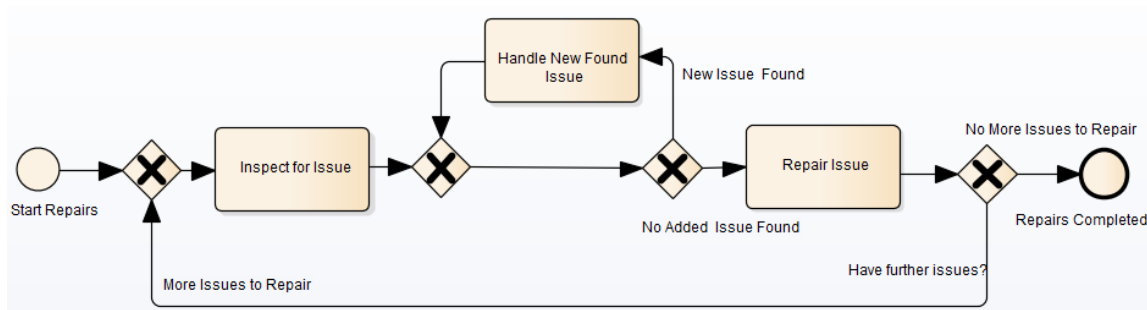 Handle New Found
Issue
New Issue  Found
No More Issues to Repair
Inspect for Issue
Repair Issue
Start Repairs
No Added  Issue Found
Repairs Completed
Have further issues?
More Issues to Repair